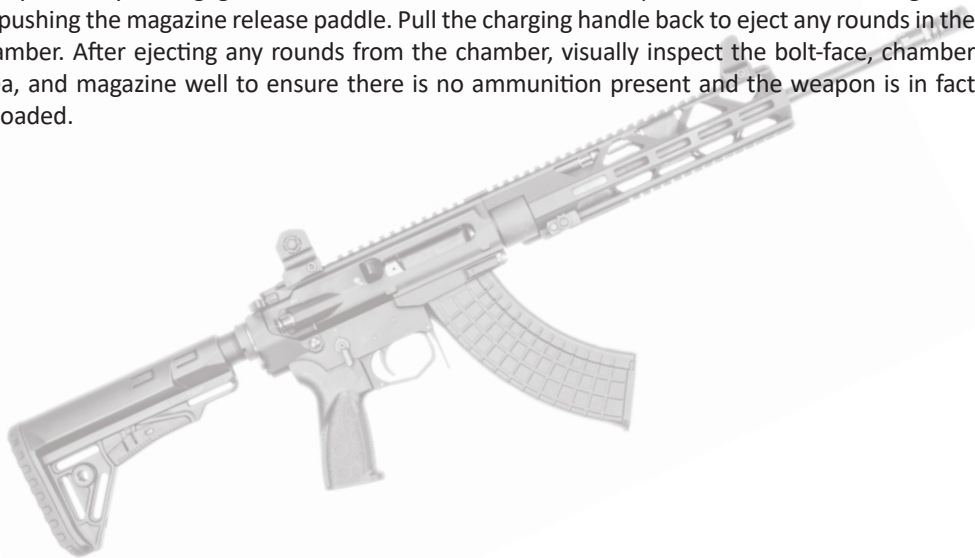 pushing the magazine release paddle. Pull the charging handle back to eject any rounds in the
amber. After ejecting any rounds from the chamber, visually inspect the bolt-face, chamber
a, and magazine well to ensure there is no ammunition present and the weapon is in fact
oaded.